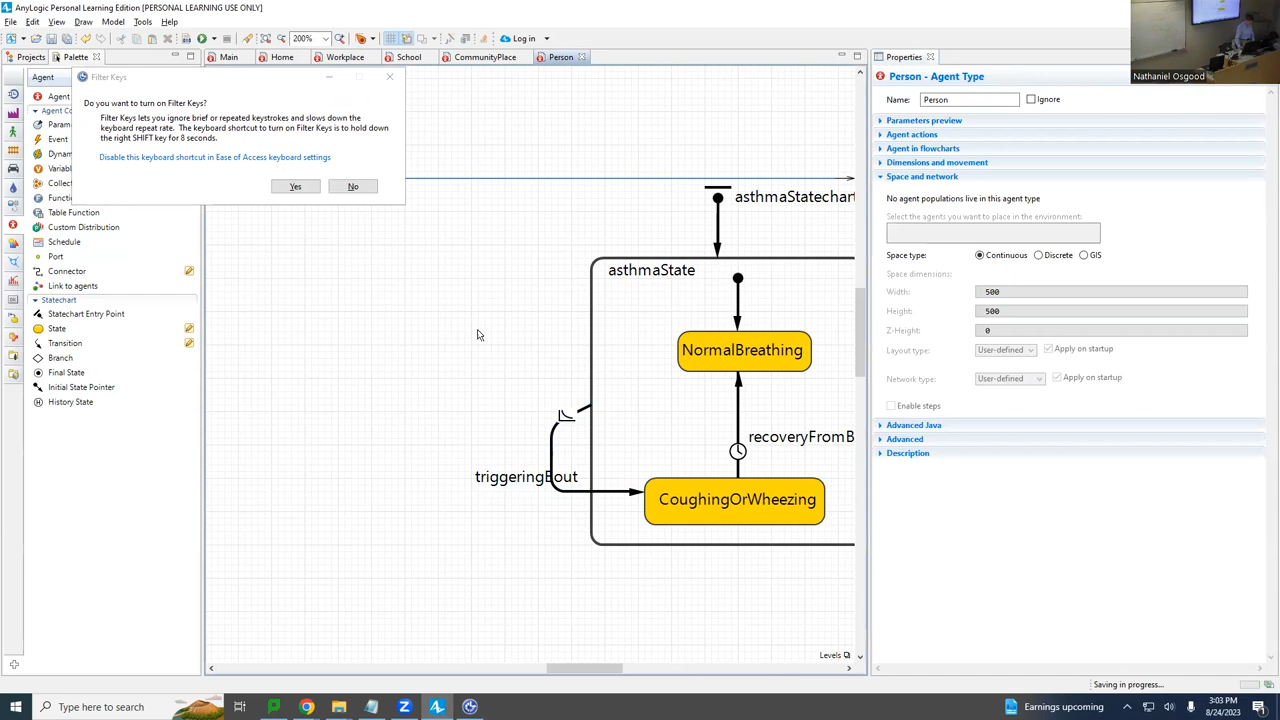 AnyLogic Personal Learning Edition [PERSONAL LEARNING USE ONLY]
File Edit View Draw Model Tools Help
200%
Log in
Projects
Palette
Main
Home
Workplace
School
CommunityPlace
Person
Properties
Nathaniel Osgood
Agent
Agent
Agent Co
Param
Event
Dynam
Variab
Collect
Functi
Table Function
Custom Distribution
Schedule
Port
Connector
Link to agents
Statechart
Statechart Entry Point
State
Transition
Branch
Final State
Initial State Pointer
History State
Filter Keys
Do you want to turn on Filter Keys?
Filter Keys lets you ignore brief or repeated keystrokes and slows down the
keyboard repeat rate. The keyboard shortcut to turn on Filter Keys is to hold down
the right SHIFT key for 8 seconds.
Disable this keyboard shortcut in Ease of Access keyboard settings
Yes
No
asthmaStatechart
asthmaState
NormalBreathing
recoveryFromB
triggeringBout
CoughingOrWheezing
Levels
Person - Agent Type
Name: Person Ignore
Parameters preview
Agent actions
Agent in flowcharts
Dimensions and movement
Space and network
No agent populations live in this agent type
Select the agents you want to place in the environment:
Space type: Continuous Discrete GIS
Space dimensions:
Width: 500
Height: 500
Z-Height: 0
Layout type: User-defined Apply on startup
Network type: User-defined Apply on startup
Enable steps
Advanced Java
Advanced
Description
Saving in progress...
Type here to search
Earnings upcoming
3:03 PM
8/24/2023